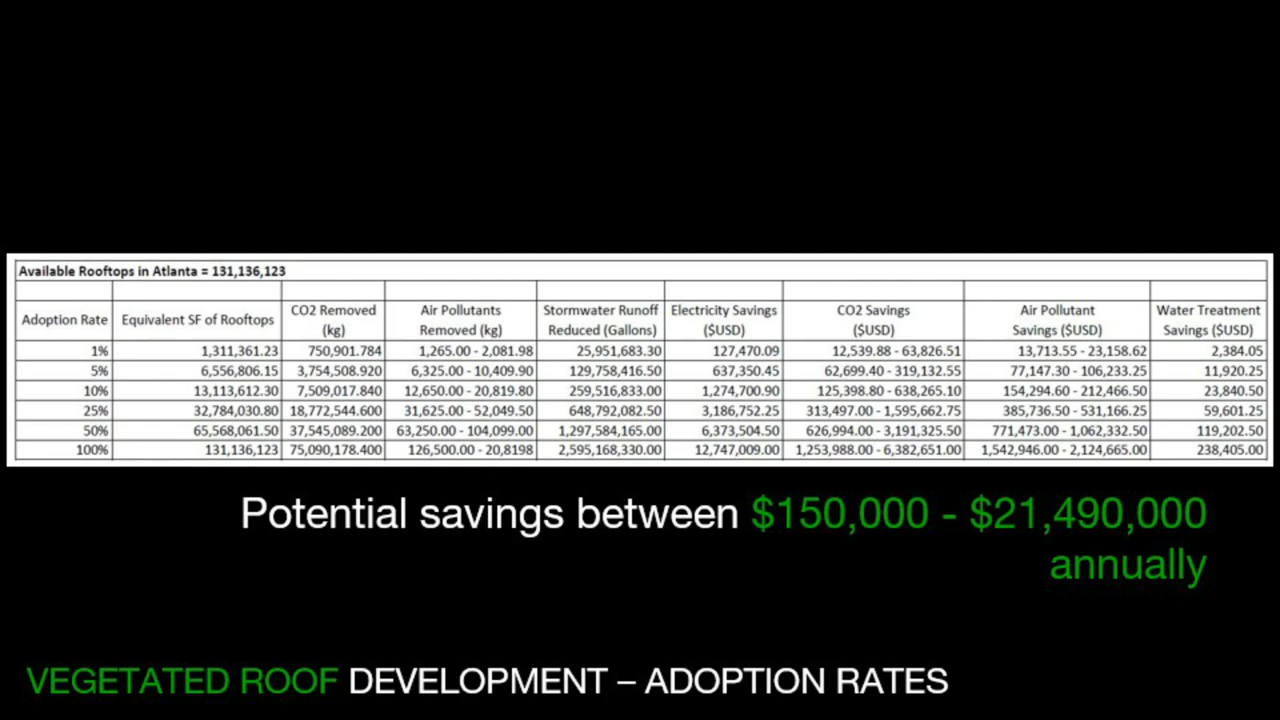 Available Rooftops in Atlanta = 131,136,123
Adoption Rate Equivalent SF of Rooftops CO2 Removed (kg) Air Pollutants Removed (kg) Stormwater Runoff Reduced (Gallons) Electricity Savings ($USD) CO2 Savings ($USD) Air Pollutant Savings ($USD) Water Treatment Savings ($USD)
1% 1,311,361.23 750,901.784 1,265.00 - 2,081.98 25,951,683.30 127,470.09 12,539.88 - 63,826.51 13,713.55 - 23,158.62 2,384.05
5% 6,556,806.15 3,754,508.920 6,325.00 - 10,409.90 129,758,416.50 637,350.45 62,699.40 - 319,132.55 77,147.30 - 106,233.25 11,920.25
10% 13,113,612.30 7,509,017.840 12,650.00 - 20,819.80 259,516,833.00 1,274,700.90 125,398.80 - 638,265.10 154,294.60 - 212,466.50 23,840.50
25% 32,784,030.80 18,772,544.600 31,625.00 - 52,049.50 648,792,082.50 3,186,752.25 313,497.00 - 1,595,662.75 385,736.50 - 531,166.25 59,601.25
50% 65,568,061.50 37,545,089.200 63,250.00 - 104,099.00 1,297,584,165.00 6,373,504.50 626,994.00 - 3,191,325.50 771,473.00 - 1,062,332.50 119,202.50
100% 131,136,123 75,090,178.400 126,500.00 - 20,8198 2,595,168,330.00 12,747,009.00 1,253,988.00 - 6,382,651.00 1,542,946.00 - 2,124,665.00 238,405.00
Potential savings between $150,000 - $21,490,000
annually
VEGETATED ROOF DEVELOPMENT – ADOPTION RATES